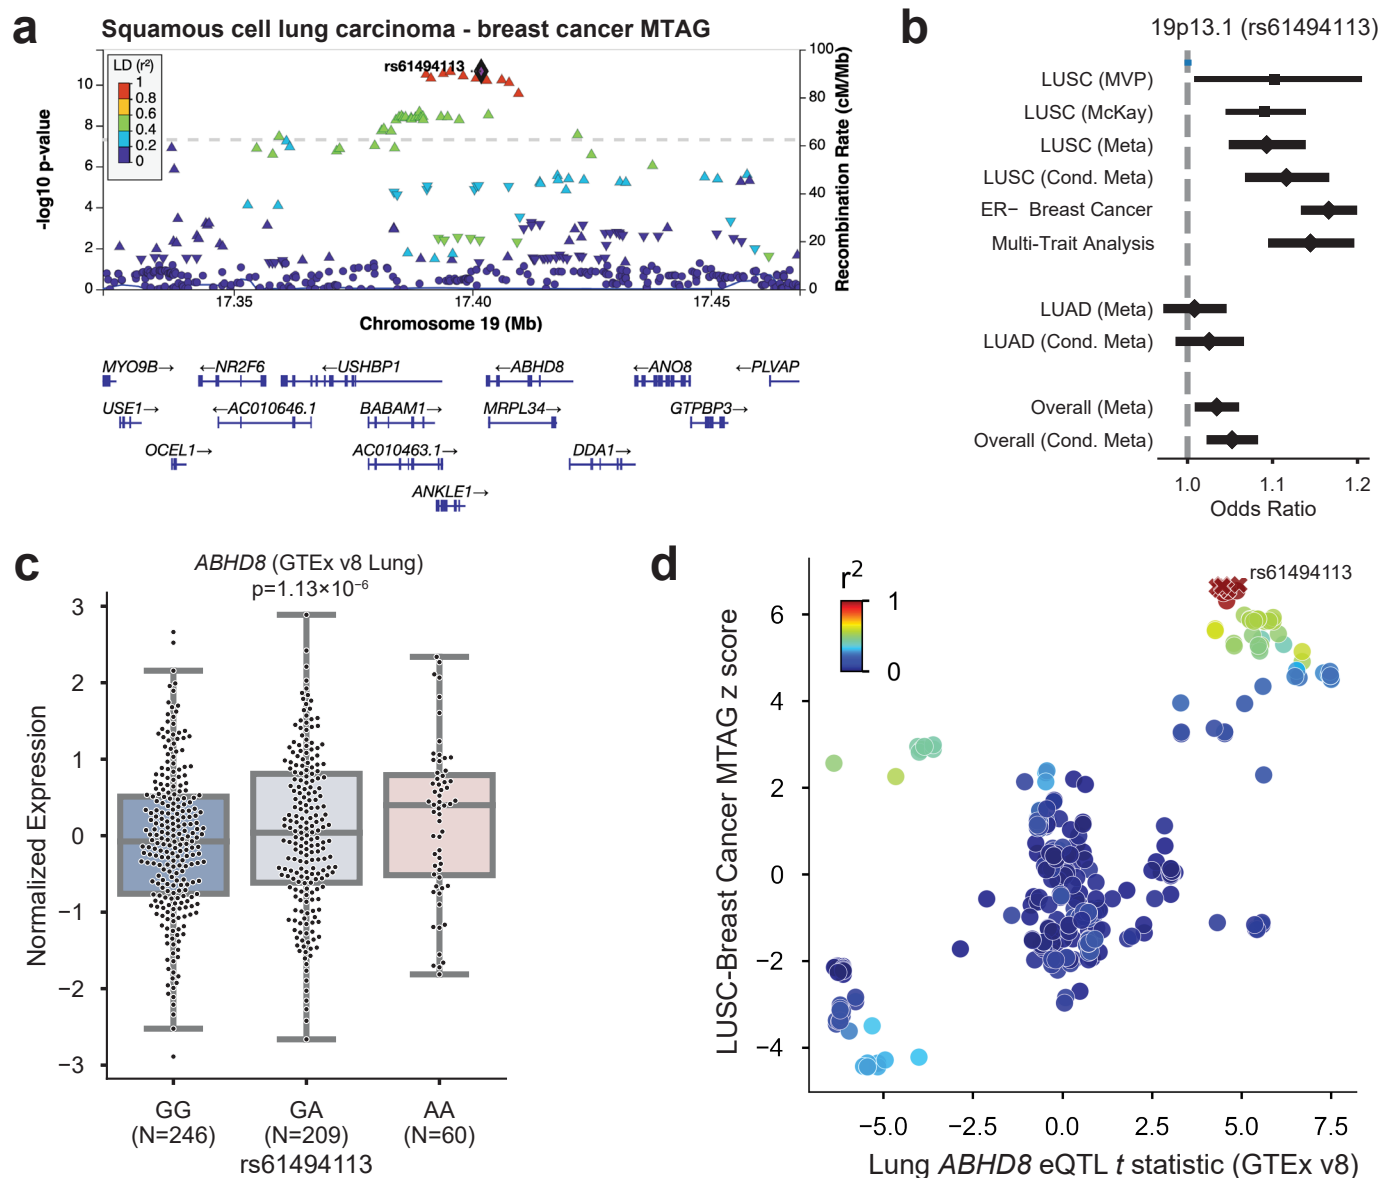 a
Squamous cell lung carcinoma - breast cancer MTAG
LD (r²)
1
0.8
0.6
0.4
0.2
0
rs61494113
10
8
6
4
2
0
-log10 p-value
100
80
60
40
20
0
Recombination Rate (cM/Mb)
17.35 17.40 17.45
Chromosome 19 (Mb)
MYO9B→ ←NR2F6 ←USHBP1 ←ABHD8 ←ANO8 ←PLVAP
USE1→ ←AC010646.1 BABAM1→ MRPL34→ GTPBP3→
OCEL1→ AC010463.1→ DDA1→
ANKLE1→
b
19p13.1 (rs61494113)
LUSC (MVP)
LUSC (McKay)
LUSC (Meta)
LUSC (Cond. Meta)
ER− Breast Cancer
Multi-Trait Analysis
LUAD (Meta)
LUAD (Cond. Meta)
Overall (Meta)
Overall (Cond. Meta)
1.0 1.1 1.2
Odds Ratio
c
ABHD8 (GTEx v8 Lung)
p=1.13×10⁻⁶
3
2
1
0
−1
−2
−3
Normalized Expression
GG GA AA
(N=246) (N=209) (N=60)
rs61494113
d
r²
1
0
rs61494113
6
4
2
0
−2
−4
LUSC-Breast Cancer MTAG z score
−5.0 −2.5 0.0 2.5 5.0 7.5
Lung ABHD8 eQTL t statistic (GTEx v8)